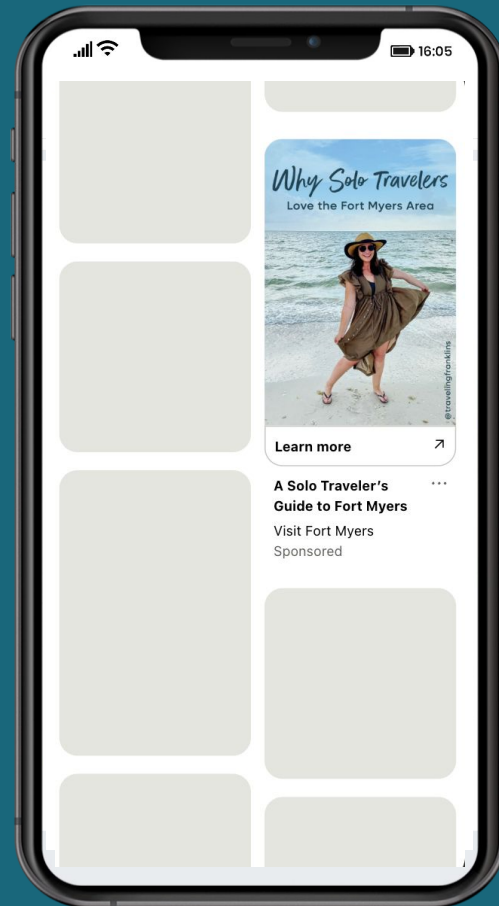 16:05
Why Solo Travelers
Love the Fort Myers Area
@travelingfranklins
Learn more
A Solo Traveler's
Guide to Fort Myers
Visit Fort Myers
Sponsored